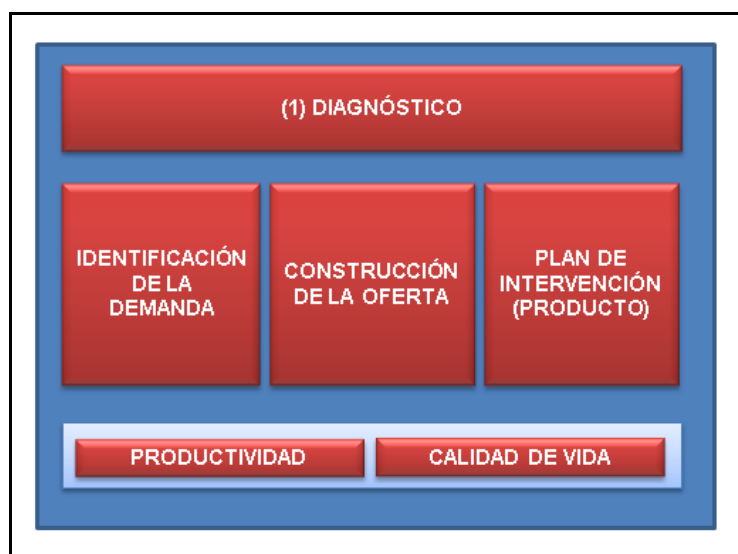 (1) DIAGNÓSTICO
IDENTIFICACIÓN
DE LA
DEMANDA
CONSTRUCCIÓN
DE LA OFERTA
PLAN DE
INTERVENCIÓN
(PRODUCTO)
PRODUCTIVIDAD
CALIDAD DE VIDA